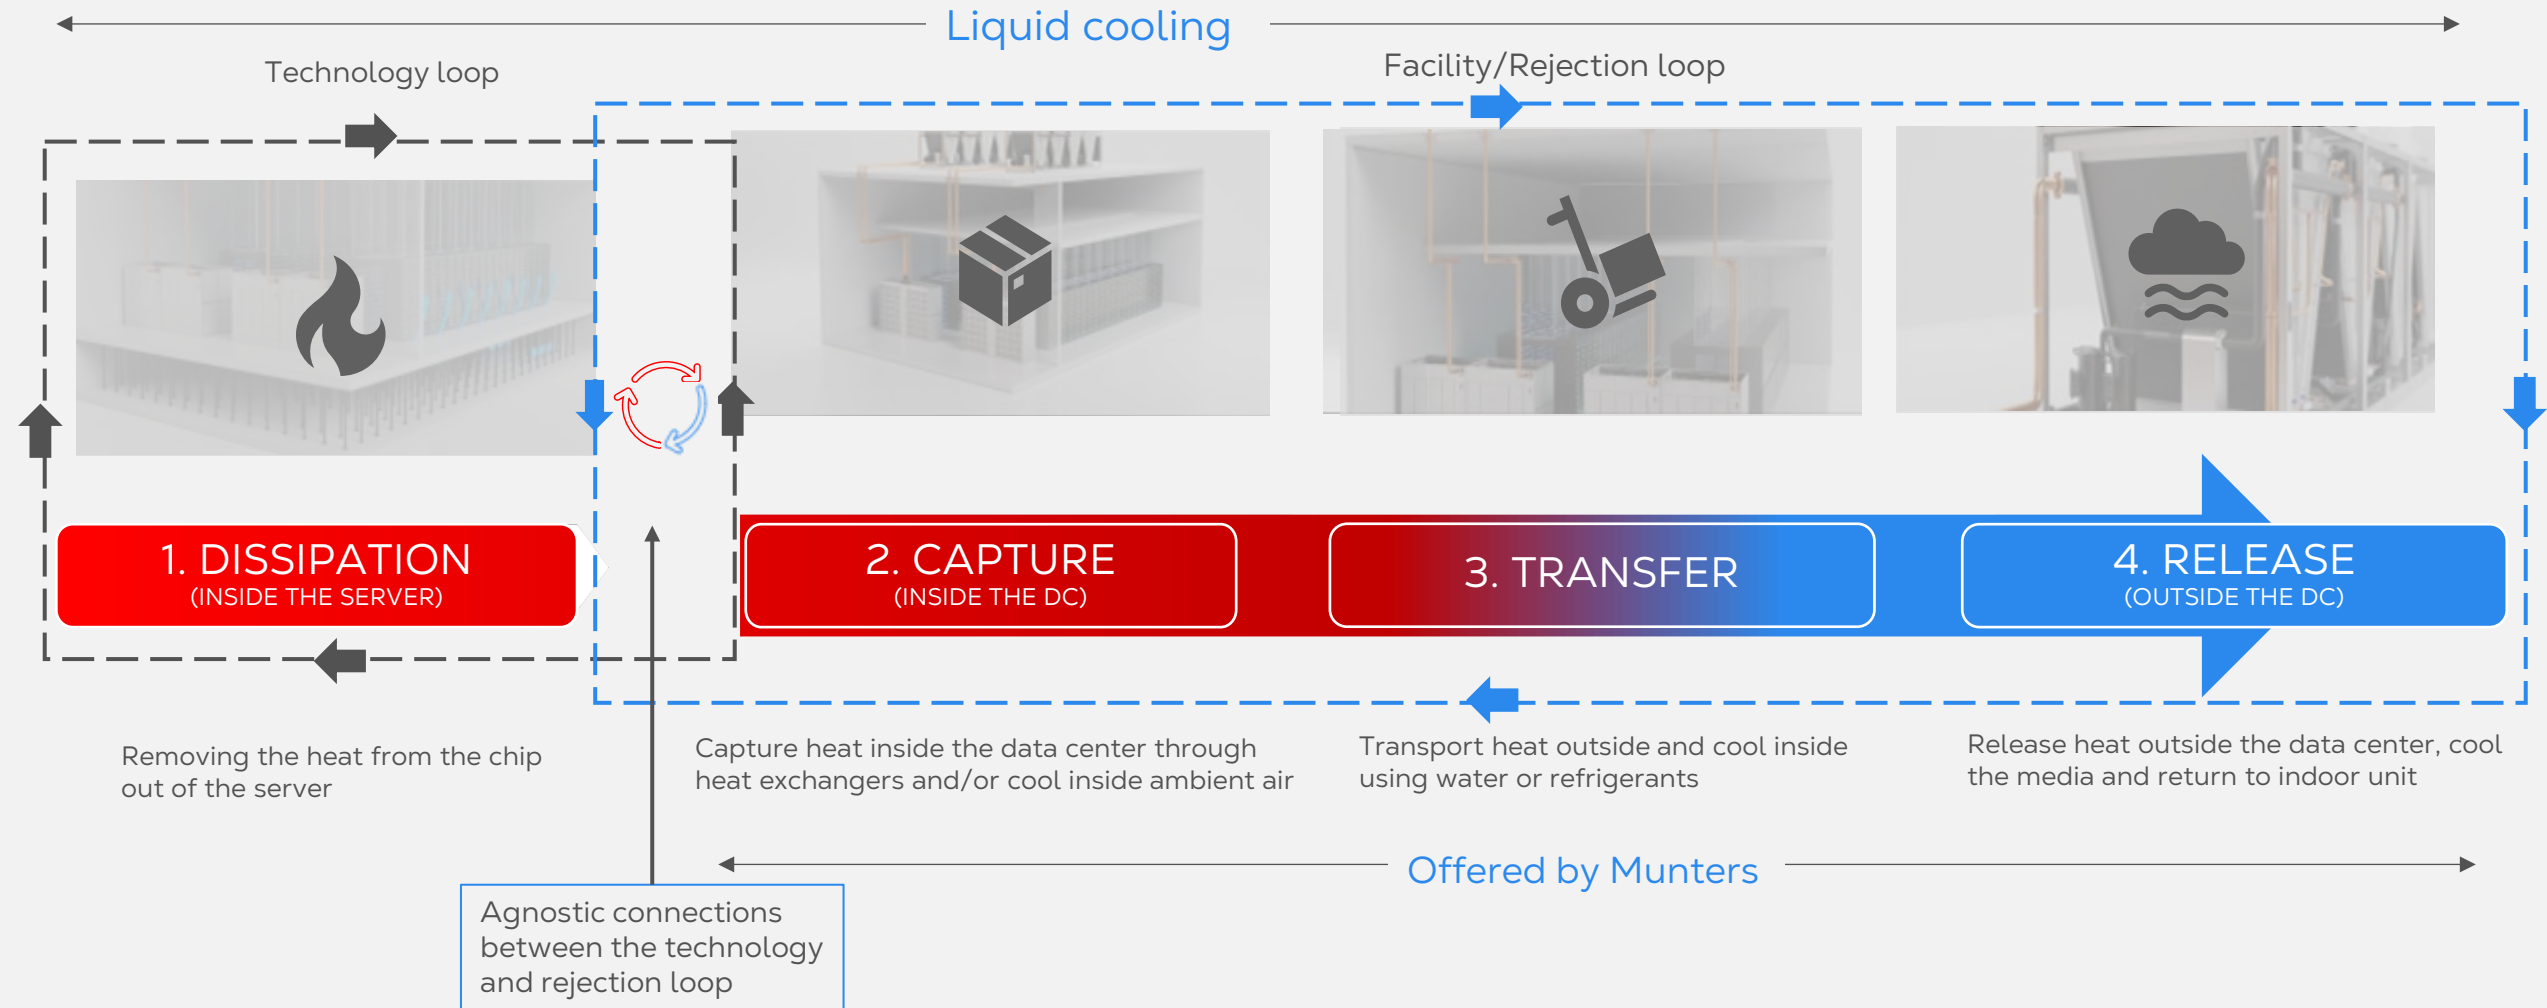 Liquid cooling
Technology loop
Facility/Rejection loop
1. DISSIPATION
(INSIDE THE SERVER)
2. CAPTURE
(INSIDE THE DC)
3. TRANSFER
4. RELEASE
(OUTSIDE THE DC)
Removing the heat from the chip
out of the server
Capture heat inside the data center through
heat exchangers and/or cool inside ambient air
Transport heat outside and cool inside
using water or refrigerants
Release heat outside the data center, cool
the media and return to indoor unit
Offered by Munters
Agnostic connections
between the technology
and rejection loop